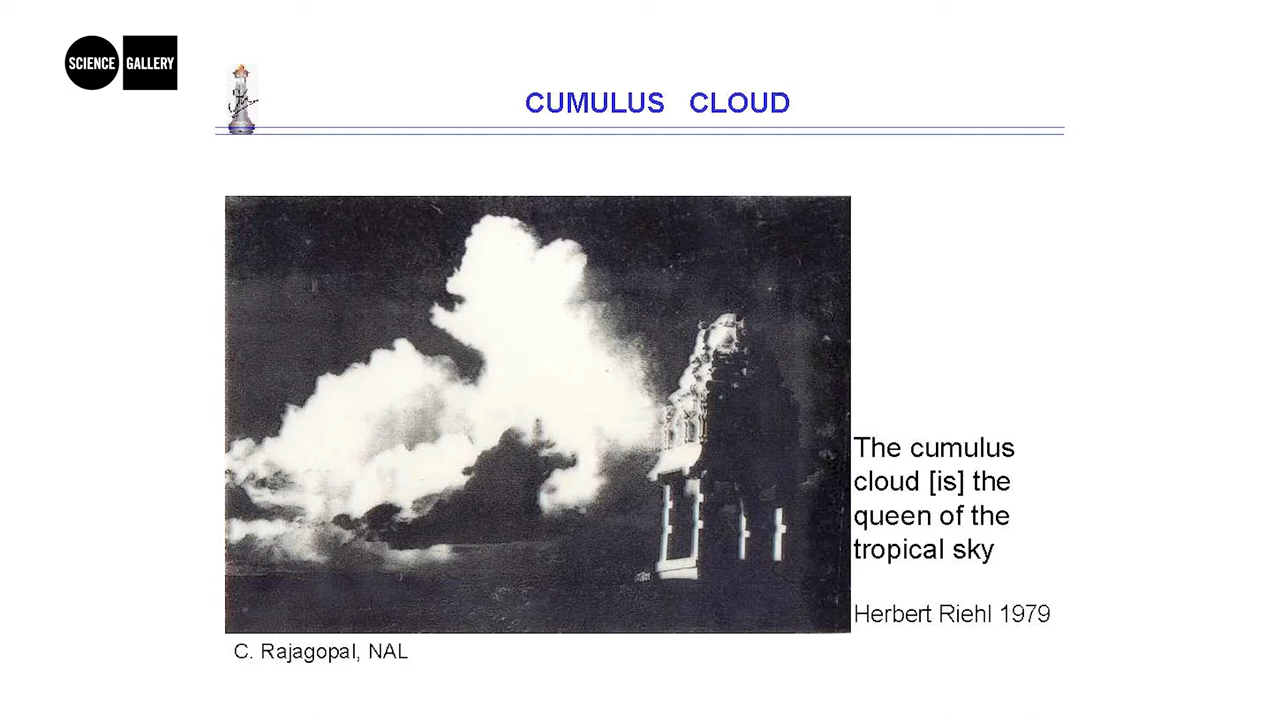 SCIENCE GALLERY
CUMULUS CLOUD
The cumulus
cloud [is] the
queen of the
tropical sky
Herbert Riehl 1979
C. Rajagopal, NAL